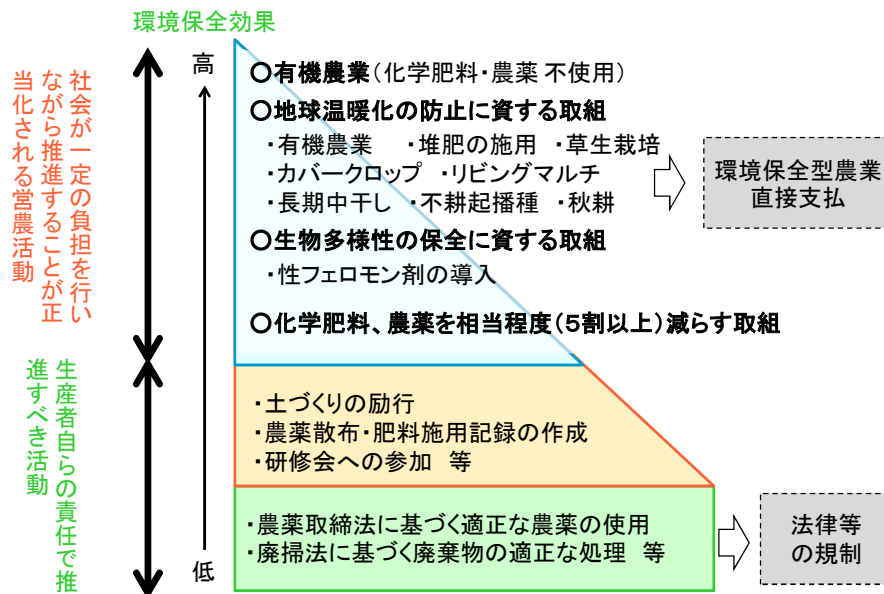 環境保全効果
高
低
社会が一定の負担を行い
ながら推進することが正
当化される営農活動
生産者自らの責任で推
進すべき活動
○有機農業(化学肥料・農薬 不使用)
○地球温暖化の防止に資する取組
・有機農業 ・堆肥の施用 ・草生栽培
・カバークロップ ・リビングマルチ
・長期中干し ・不耕起播種 ・秋耕
○生物多様性の保全に資する取組
・性フェロモン剤の導入
○化学肥料、農薬を相当程度(5割以上)減らす取組
環境保全型農業
直接支払
・土づくりの励行
・農薬散布・肥料施用記録の作成
・研修会への参加 等
・農薬取締法に基づく適正な農薬の使用
・廃掃法に基づく廃棄物の適正な処理 等
法律等
の規制